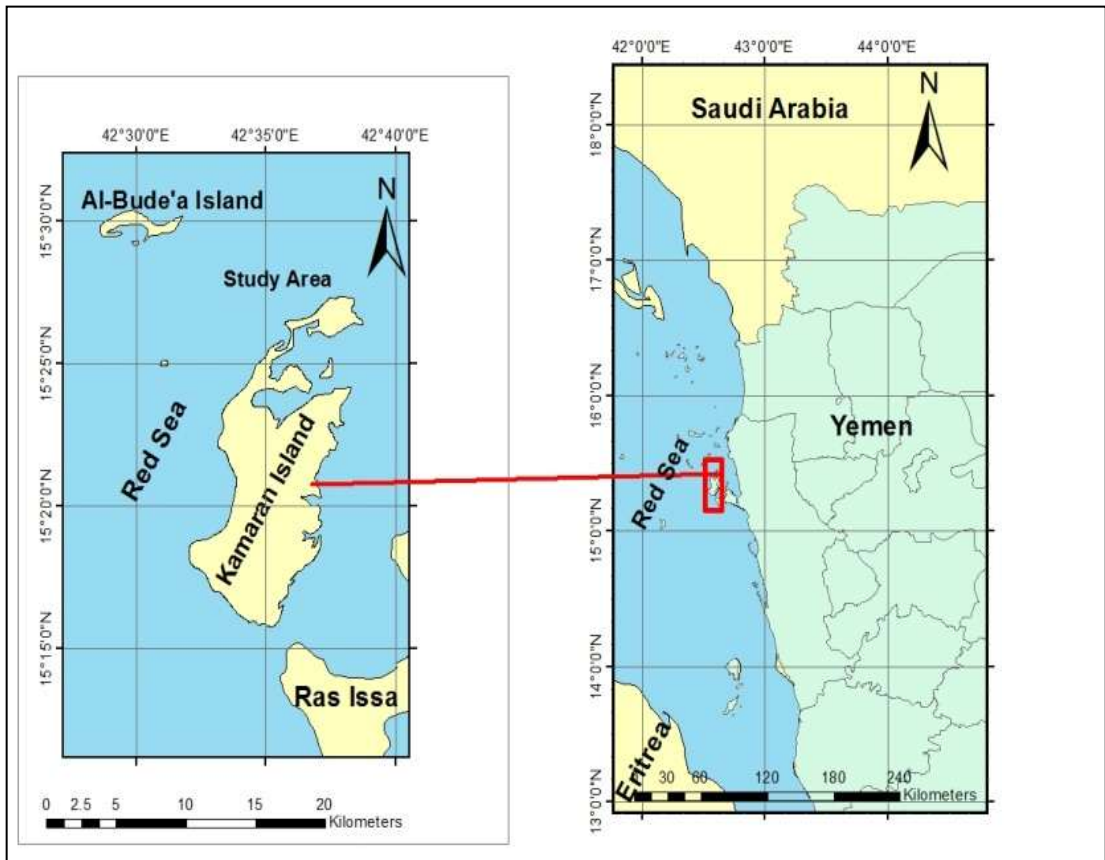 42°30'0"E 42°35'0"E 42°40'0"E
N
Al-Bude'a Island
15°30'0"N
Study Area
15°25'0"N
Red Sea
Kamaran Island
15°20'0"N
15°15'0"N
Ras Issa
0 2.5 5 10 15 20
Kilometers
42°0'0"E 43°0'0"E 44°0'0"E
N
Saudi Arabia
18°0'0"N
17°0'0"N
16°0'0"N
Yemen
Red Sea
15°0'0"N
14°0'0"N
Eritrea
30 60 120 180 240
Kilometers
13°0'0"N